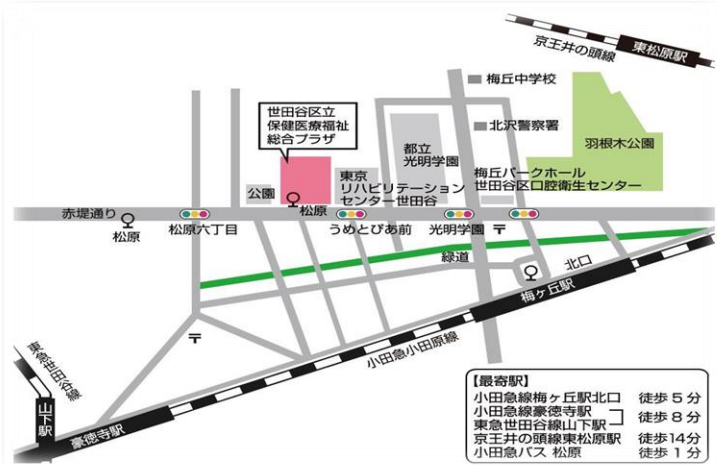 東松原駅
京王井の頭線
梅丘中学校
世田谷区立
保健医療福祉
総合プラザ
北沢警察署
羽根木公園
都立
光明学園
公園
東京
リハビリテーション
センター世田谷
梅丘パークホール
世田谷区口腔衛生センター
赤堤通り
松原
松原
松原六丁目
うめとぴあ前
光明学園
〒
緑道
北口
梅ヶ丘駅
〒
小田急小田原線
東急世田谷線
山下駅
豪徳寺駅
【最寄駅】
小田急線梅ヶ丘駅北口 徒歩5分
小田急線豪徳寺駅
東急世田谷線山下駅 徒歩8分
京王井の頭線東松原駅 徒歩14分
小田急バス 松原 徒歩1分